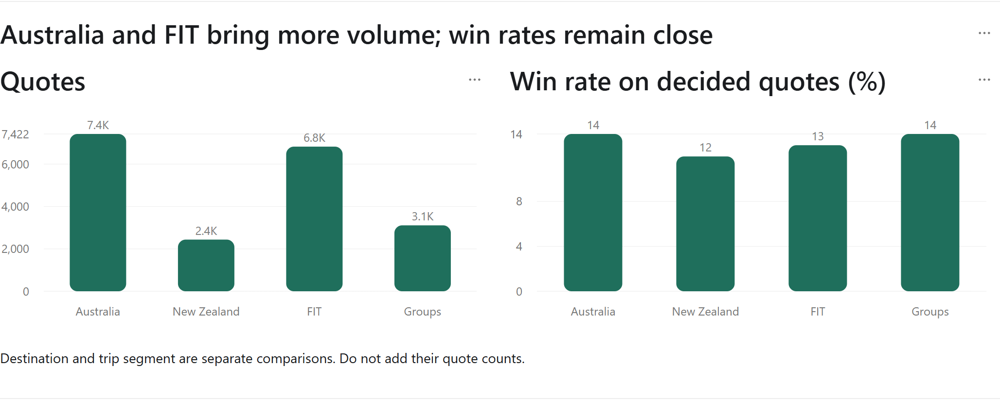 Australia and FIT bring more volume; win rates remain close
Quotes
7.4K
7,422
6.8K
6,000
4,000
3.1K
2.4K
2,000
0
Australia New Zealand FIT Groups
Win rate on decided quotes (%)
14 14
14
13
12
8
4
0
Australia New Zealand FIT Groups
Destination and trip segment are separate comparisons. Do not add their quote counts.